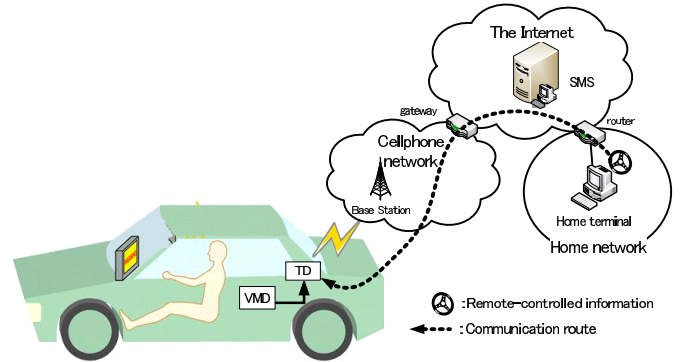 The Internet
SMS
gateway
router
Cellphone
network
Base Station
Home terminal
Home network
TD
VMD
:Remote-controlled information
:Communication route